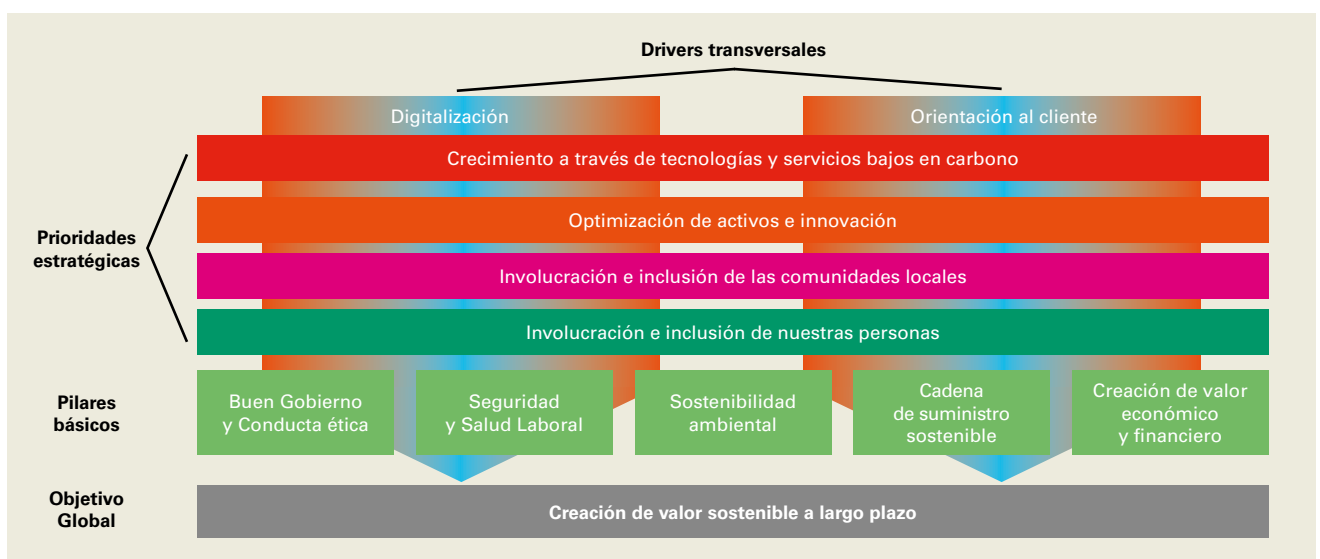 Drivers transversales
Digitalización
Orientación al cliente
Crecimiento a través de tecnologías y servicios bajos en carbono
Optimización de activos e innovación
Prioridades
estratégicas
Involucración e inclusión de las comunidades locales
Involucración e inclusión de nuestras personas
Pilares
básicos
Buen Gobierno
y Conducta ética
Seguridad
y Salud Laboral
Sostenibilidad
ambiental
Cadena
de suministro
sostenible
Creación de valor
económico
y financiero
Objetivo
Global
Creación de valor sostenible a largo plazo